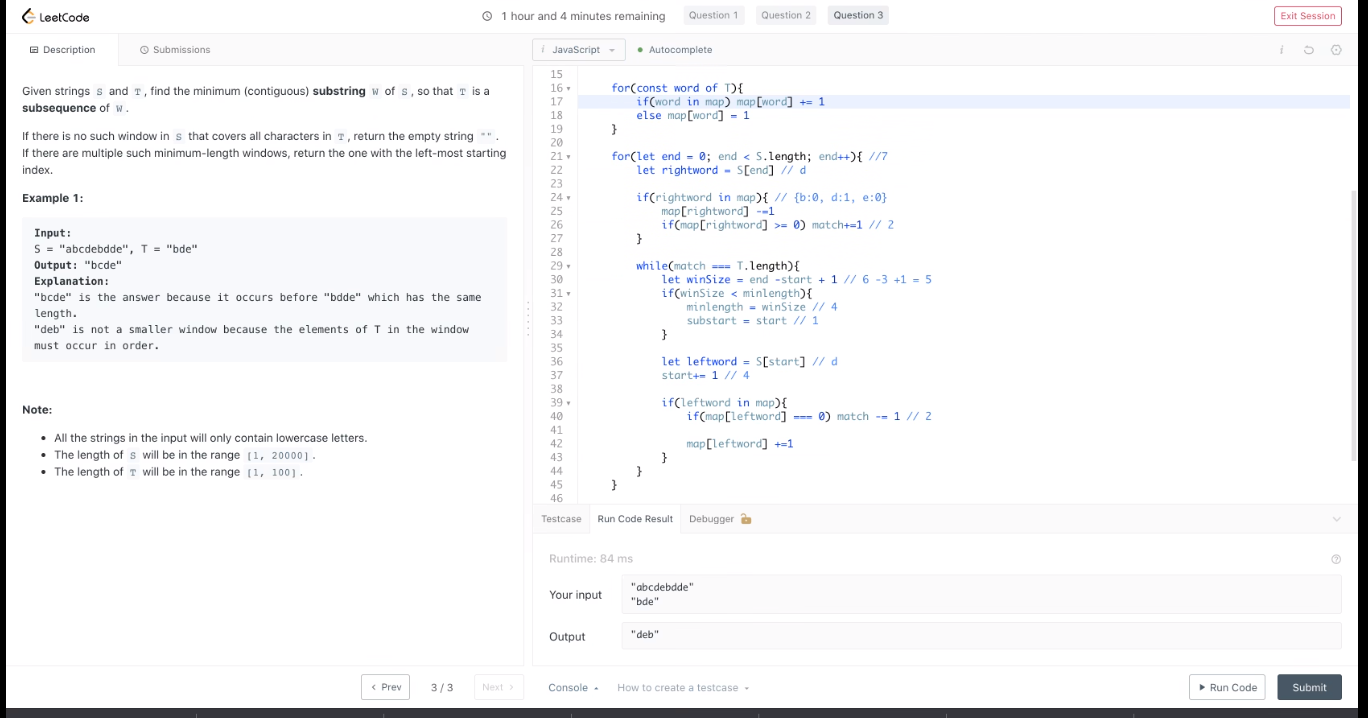 LeetCode
1 hour and 4 minutes remaining
Question 1
Question 2
Question 3
Exit Session
Description
Submissions
Given strings S and T, find the minimum (contiguous) substring W of S, so that T is a
subsequence of W.
If there is no such window in S that covers all characters in T, return the empty string "".
If there are multiple such minimum-length windows, return the one with the left-most starting
index.
Example 1:
Input:
S = "abcdebdde", T = "bde"
Output: "bcde"
Explanation:
"bcde" is the answer because it occurs before "bdde" which has the same
length.
"deb" is not a smaller window because the elements of T in the window
must occur in order.
Note:
• All the strings in the input will only contain lowercase letters.
• The length of S will be in the range [1, 20000].
• The length of T will be in the range [1, 100].
Prev
3 / 3
Next
i JavaScript
Autocomplete
i
15
16 for(const word of T){
17 if(word in map) map[word] += 1
18 else map[word] = 1
19 }
20
21 for(let end = 0; end < S.length; end++){ //7
22 let rightword = S[end] // d
23
24 if(rightword in map){ // {b:0, d:1, e:0}
25 map[rightword] -=1
26 if(map[rightword] >= 0) match+=1 // 2
27 }
28
29 while(match === T.length){
30 let winSize = end -start + 1 // 6 -3 +1 = 5
31 if(winSize < minlength){
32 minlength = winSize // 4
33 substart = start // 1
34 }
35
36 let leftword = S[start] // d
37 start+= 1 // 4
38
39 if(leftword in map){
40 if(map[leftword] === 0) match -= 1 // 2
41
42 map[leftword] +=1
43 }
44 }
45 }
46
Testcase
Run Code Result
Debugger
Runtime: 84 ms
Your input
"abcdebdde"
"bde"
Output
"deb"
Console
How to create a testcase
Run Code
Submit